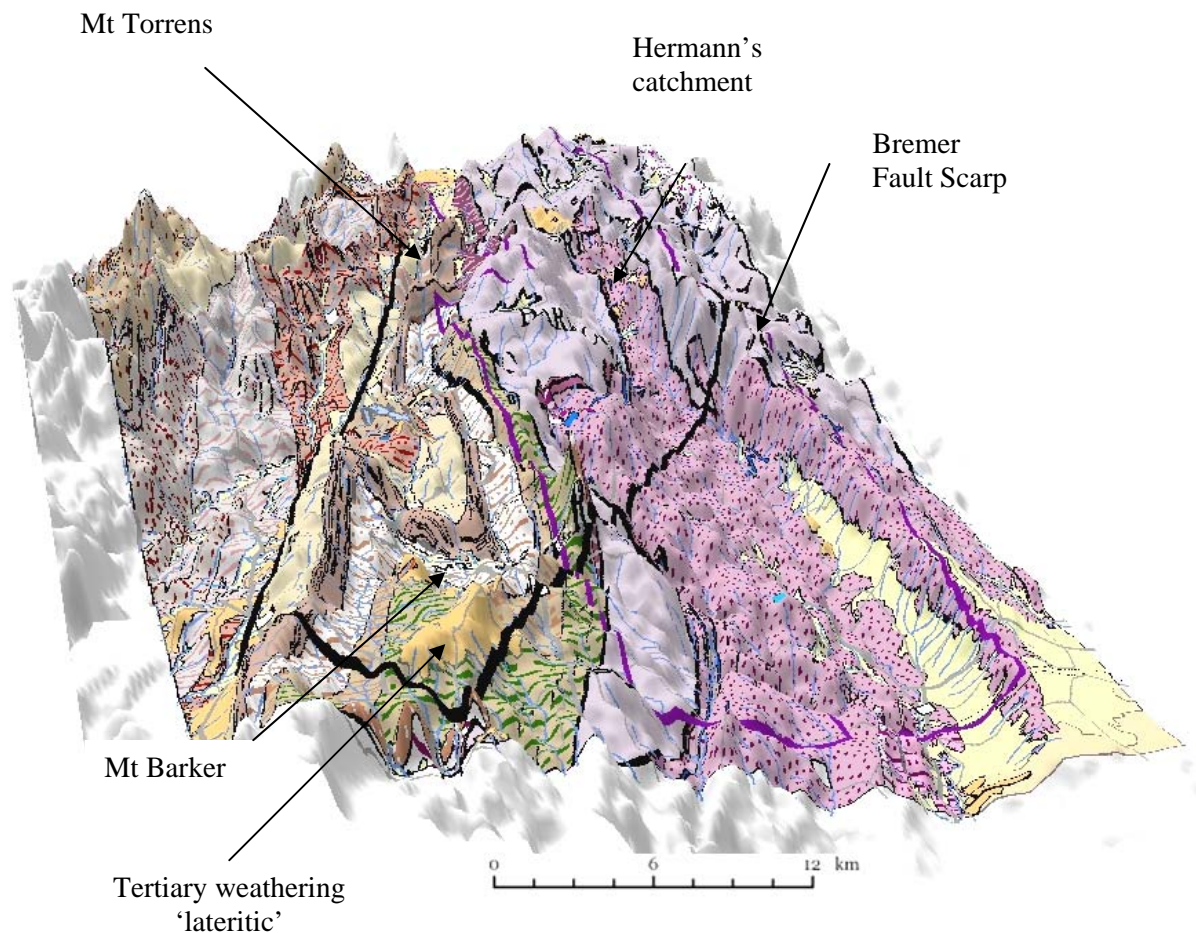 Mt Torrens
Hermann’s
catchment
Bremer
Fault Scarp
Mt Barker
Tertiary weathering
‘lateritic’
0 6 12 km